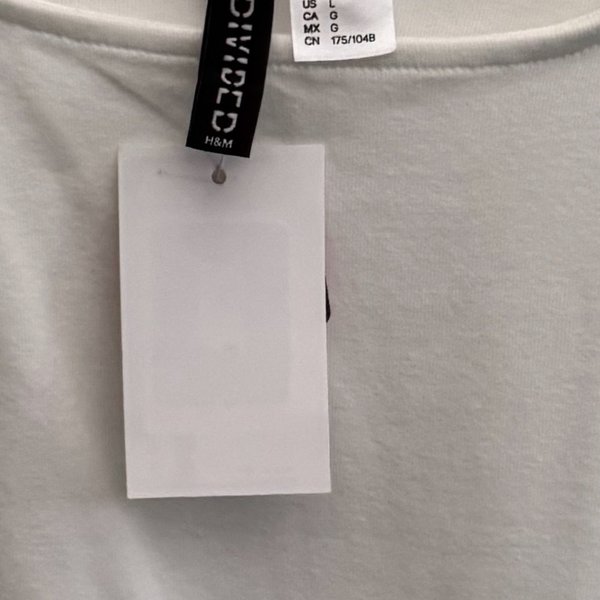 DIVIDED
H&M
US L
CA G
MX G
CN 175/104B